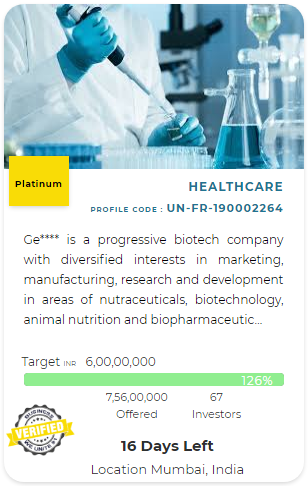 Platinum
HEALTHCARE
PROFILE CODE : UN-FR-190002264
Ge**** is a progressive biotech company
with diversified interests in marketing,
manufacturing, research and development
in areas of nutraceuticals, biotechnology,
animal nutrition and biopharmaceutic...
Target INR 6,00,00,000
126%
7,56,00,000 67
Offered Investors
VERIFIED
16 Days Left
Location Mumbai, India